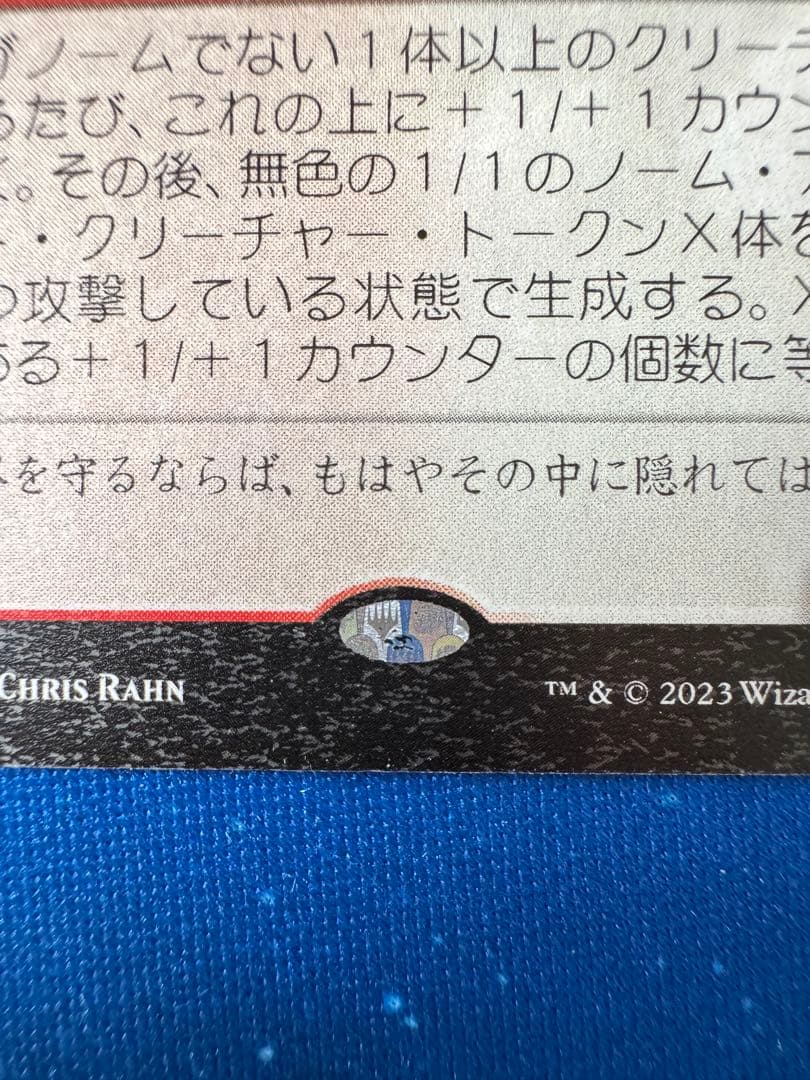 ノームでない1体以上のクリー
るたび、これの上に+1/+1カウン
。その後、無色の1/1のノーム・
・クリーチャー・トークンX体を
攻撃している状態で生成する。X
ある+1/+1カウンターの個数に等
を守るならば、もはやその中に隠れては
CHRIS RAHN
™ & © 2023 Wiza